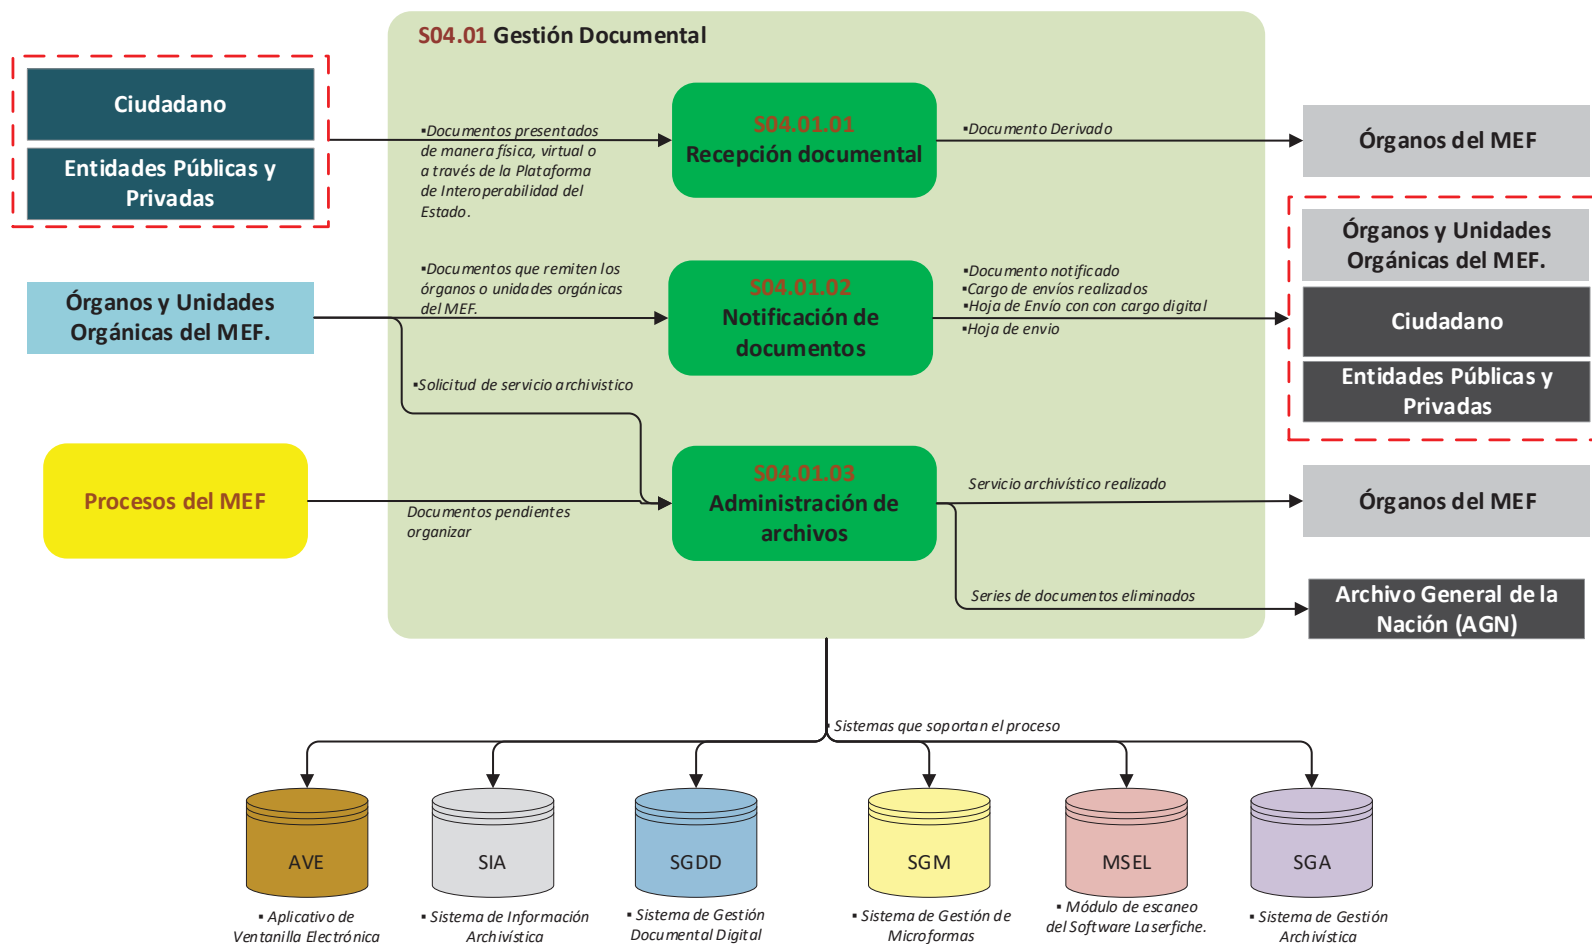 S04.01 Gestión Documental
Ciudadano
Entidades Públicas y
Privadas
▪Documentos presentados
de manera física, virtual o
a través de la Plataforma
de Interoperabilidad del
Estado.
S04.01.01
Recepción documental
▪Documento Derivado
Órganos del MEF
Órganos y Unidades
Orgánicas del MEF.
▪Documentos que remiten los
órganos o unidades orgánicas
del MEF.
S04.01.02
Notificación de
documentos
▪Documento notificado
▪Cargo de envíos realizados
▪Hoja de Envío con con cargo digital
▪Hoja de envio
Órganos y Unidades
Orgánicas del MEF.
Ciudadano
Entidades Públicas y
Privadas
▪Solicitud de servicio archivistico
Procesos del MEF
Documentos pendientes
organizar
S04.01.03
Administración de
archivos
Servicio archivístico realizado
Órganos del MEF
Series de documentos eliminados
Archivo General de la
Nación (AGN)
▪ Sistemas que soportan el proceso
AVE
SIA
SGDD
SGM
MSEL
SGA
▪ Aplicativo de
Ventanilla Electrónica
▪ Sistema de Información
Archivística
▪ Sistema de Gestión
Documental Digital
▪ Sistema de Gestión de
Microformas
▪ Módulo de escaneo
del Software Laserfiche.
▪ Sistema de Gestión
Archivística